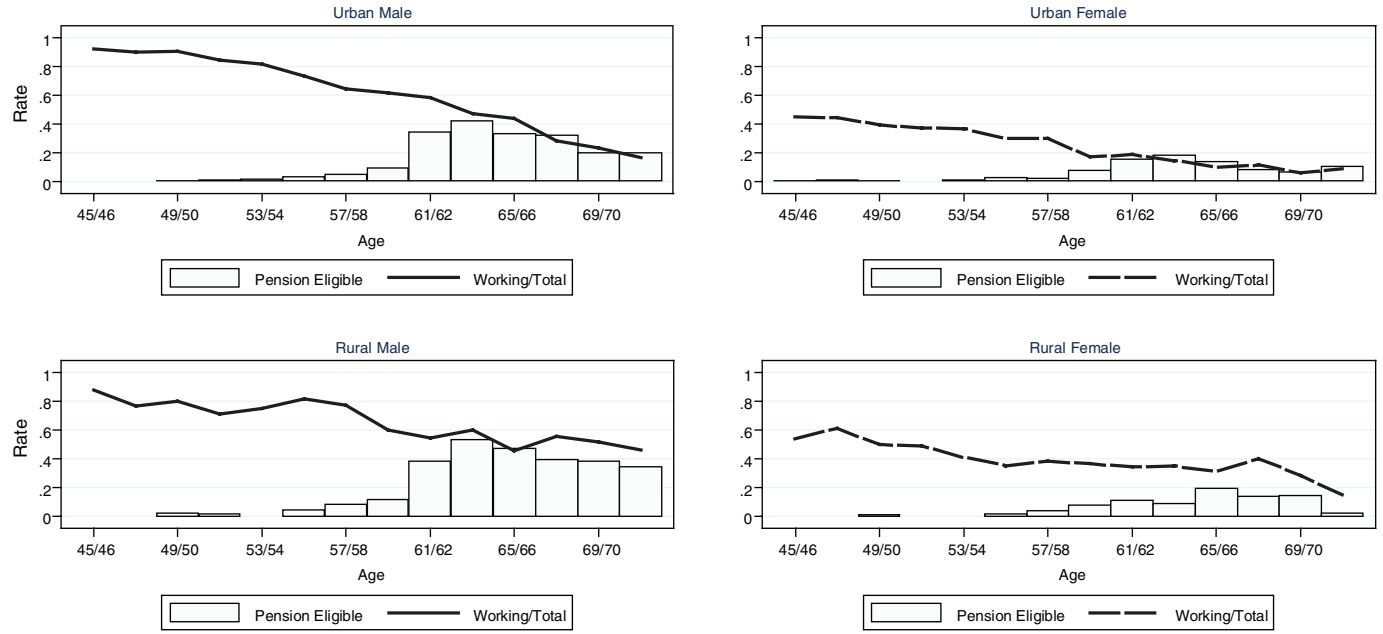 Urban Male
Rate
1
.8
.6
.4
.2
0
45/46 49/50 53/54 57/58 61/62 65/66 69/70
Age
Pension Eligible Working/Total
Urban Female
1
.8
.6
.4
.2
0
45/46 49/50 53/54 57/58 61/62 65/66 69/70
Age
Pension Eligible Working/Total
Rural Male
Rate
1
.8
.6
.4
.2
0
45/46 49/50 53/54 57/58 61/62 65/66 69/70
Age
Pension Eligible Working/Total
Rural Female
1
.8
.6
.4
.2
0
45/46 49/50 53/54 57/58 61/62 65/66 69/70
Age
Pension Eligible Working/Total